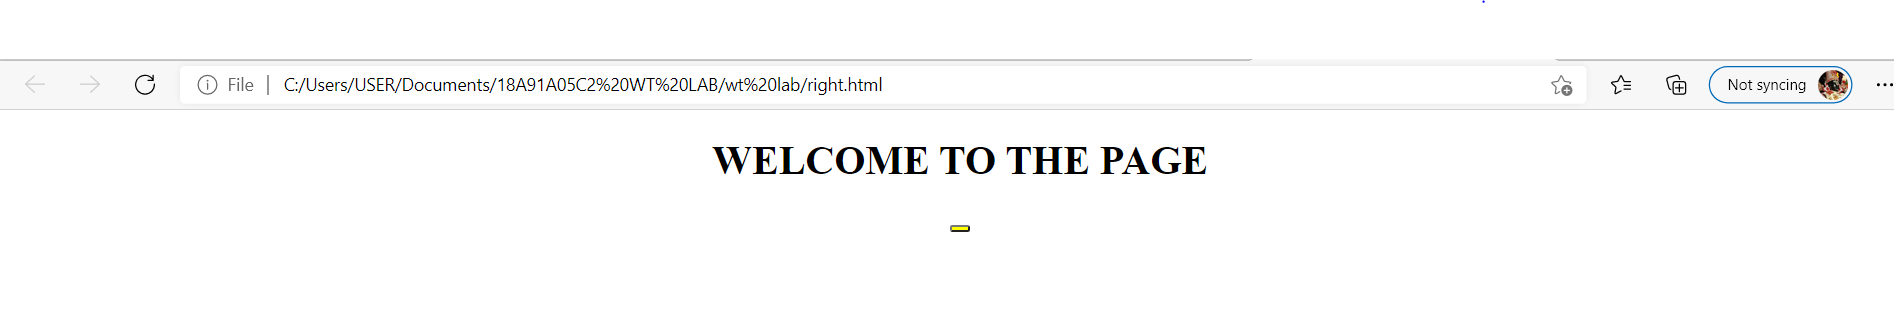 File | C:/Users/USER/Documents/18A91A05C2%20WT%20LAB/wt%20lab/right.html
Not syncing
WELCOME TO THE PAGE